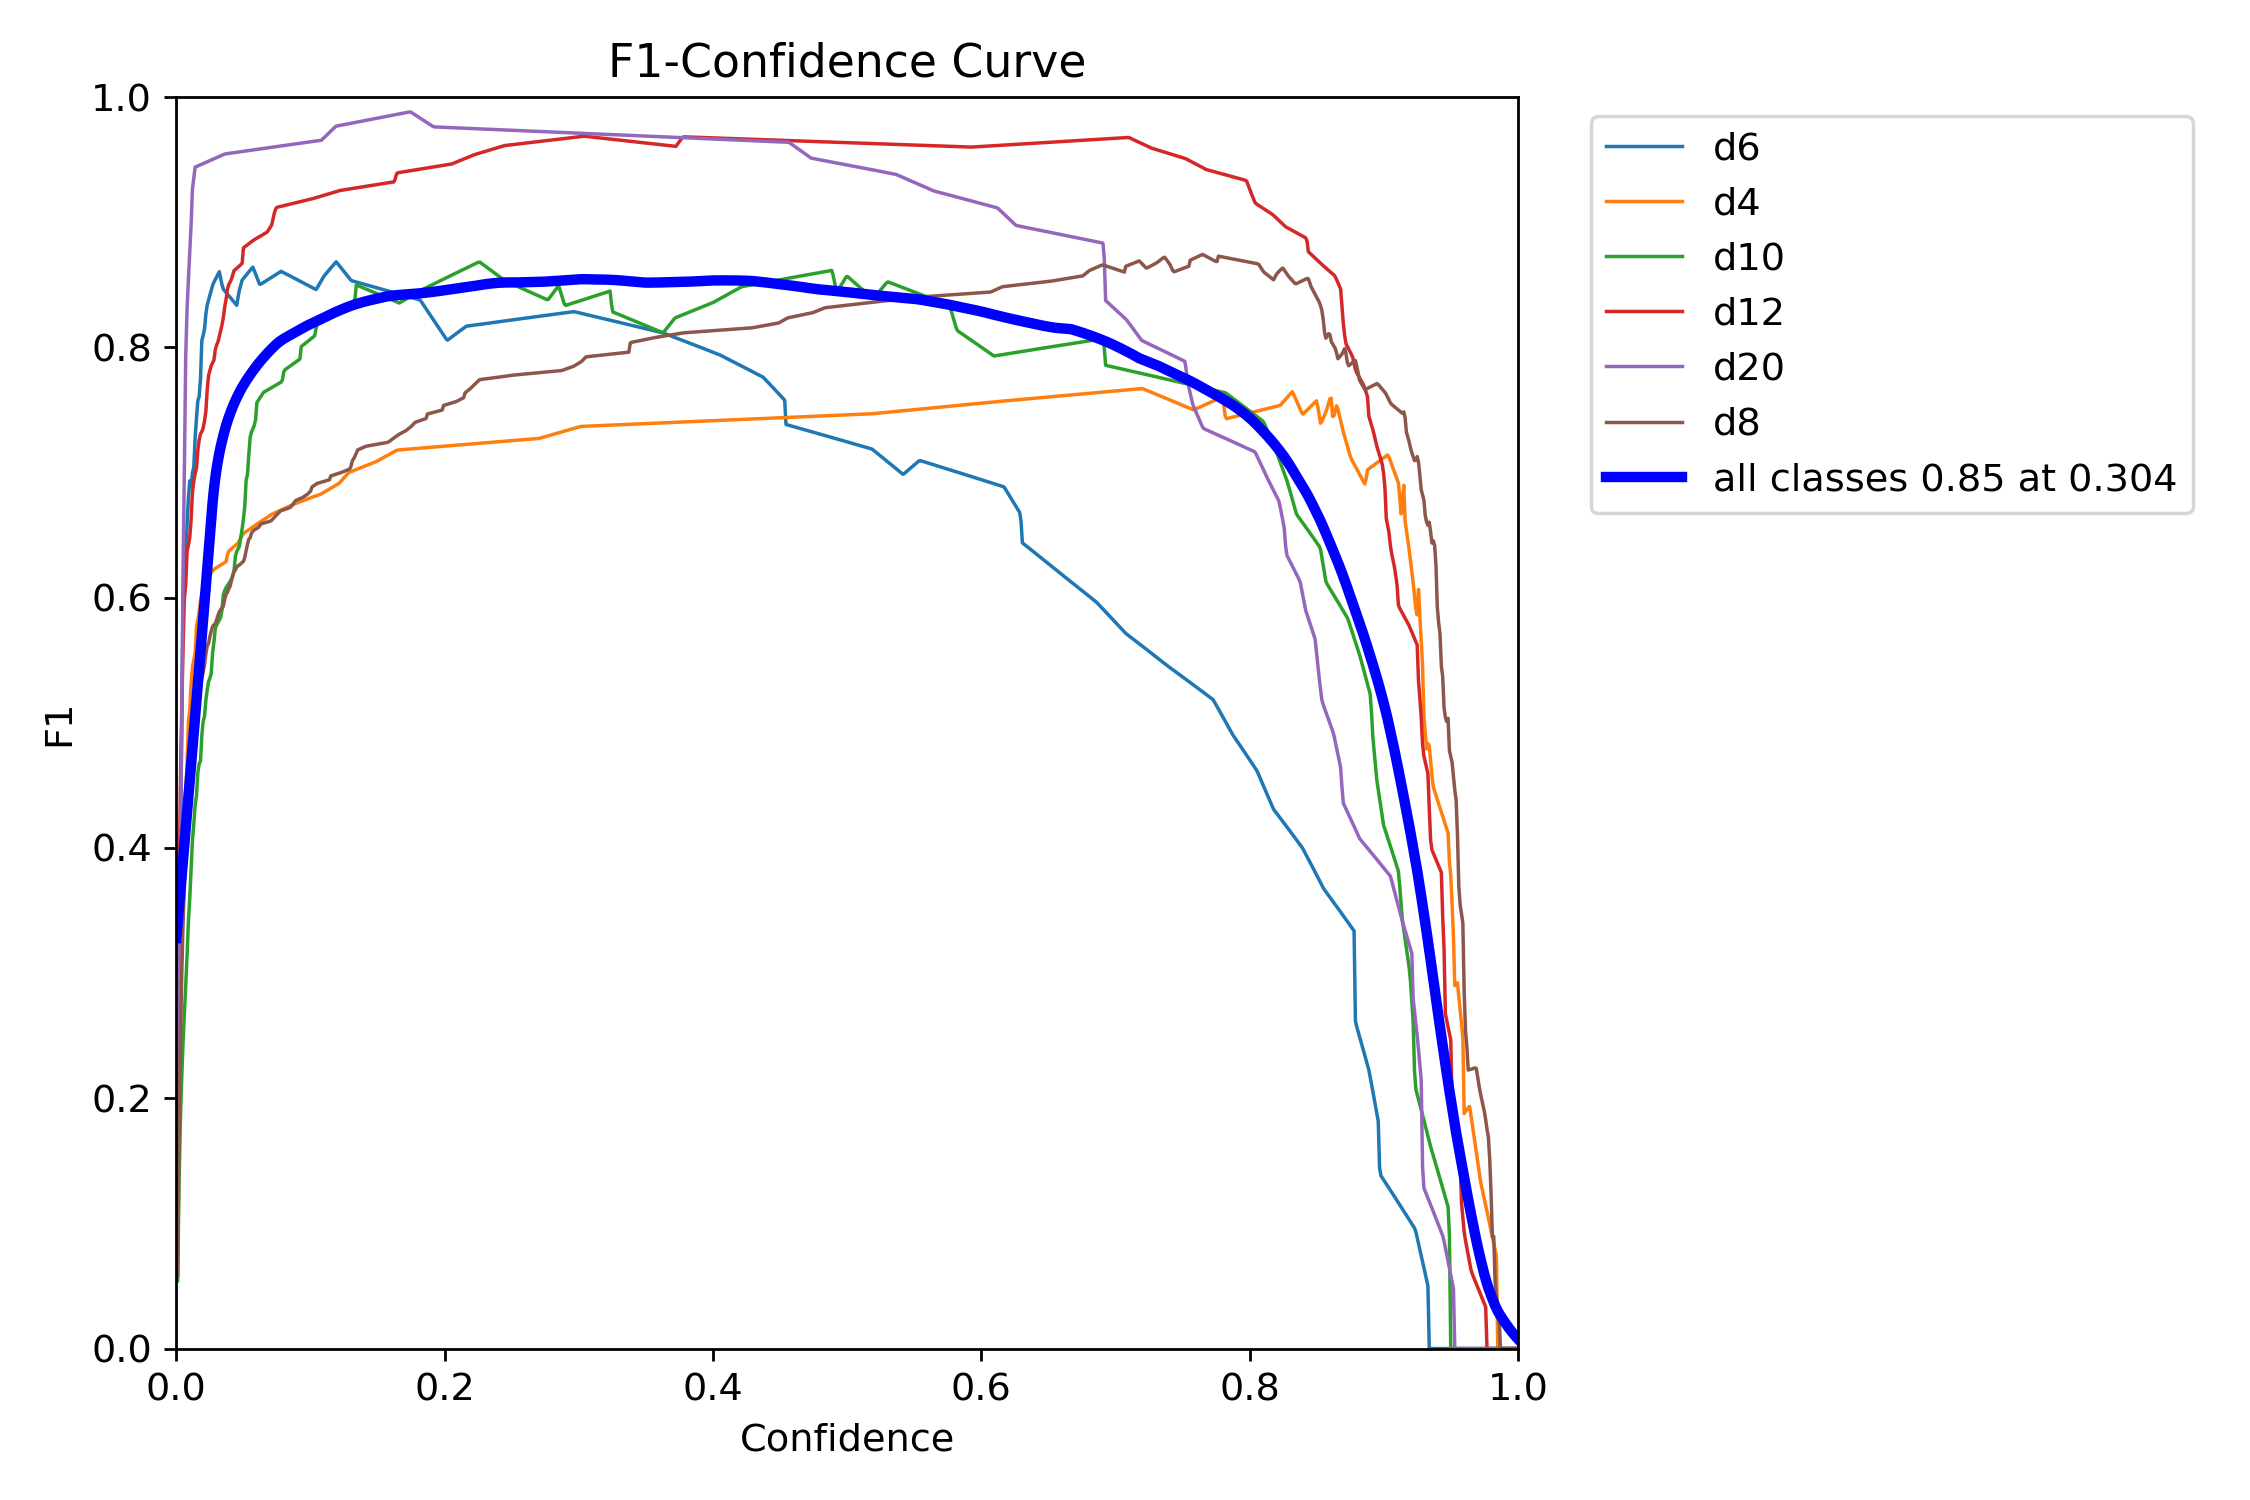 F1-Confidence Curve
1.0
0.8
0.6
0.4
0.2
0.0
F1
0.0 0.2 0.4 0.6 0.8 1.0
Confidence
d6
d4
d10
d12
d20
d8
all classes 0.85 at 0.304